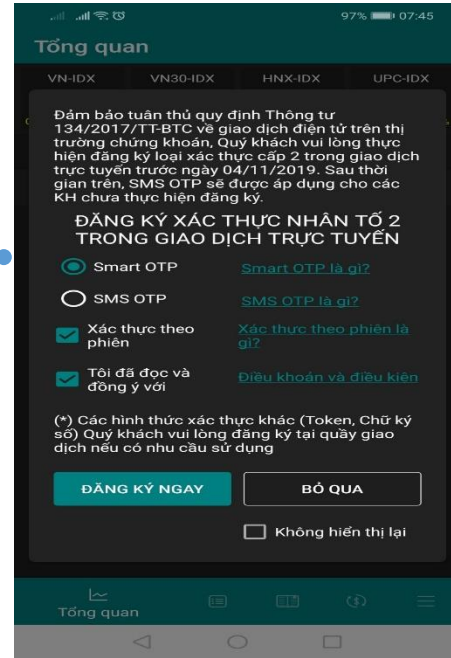 97% 07:45
Tổng quan
VN-IDX VN30-IDX HNX-IDX UPC-IDX
Đảm bảo tuân thủ quy định Thông tư
134/2017/TT-BTC về giao dịch điện tử trên thị
trường chứng khoán, Quý khách vui lòng thực
hiện đăng ký loại xác thực cấp 2 trong giao dịch
trực tuyến trước ngày 04/11/2019. Sau thời
gian trên, SMS OTP sẽ được áp dụng cho các
KH chưa thực hiện đăng ký.
ĐĂNG KÝ XÁC THỰC NHÂN TỐ 2
TRONG GIAO DỊCH TRỰC TUYẾN
Smart OTP Smart OTP là gì?
SMS OTP SMS OTP là gì?
Xác thực theo Xác thực theo phiên là
phiên gì?
Tôi đã đọc và Điều khoản và điều kiện
đồng ý với
(*) Các hình thức xác thực khác (Token, Chữ ký
số) Quý khách vui lòng đăng ký tại quầy giao
dịch nếu có nhu cầu sử dụng
ĐĂNG KÝ NGAY BỎ QUA
Không hiển thị lại
Tổng quan